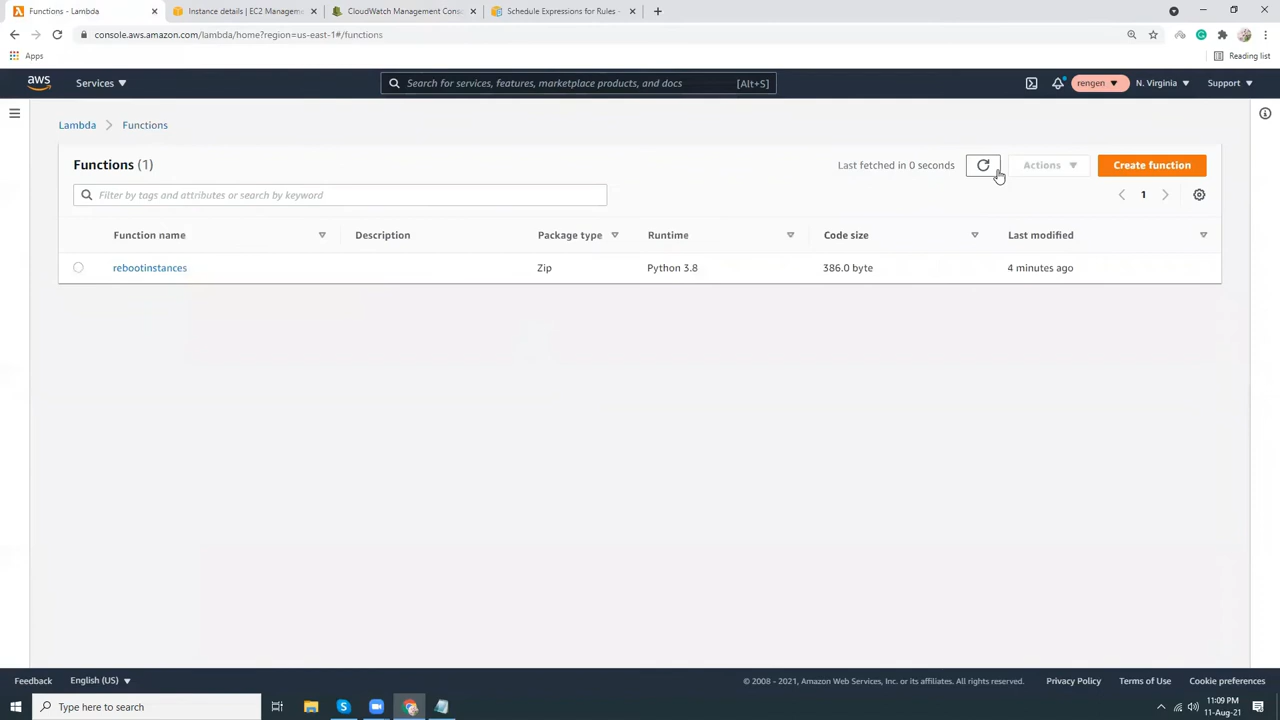 Functions - Lambda
Instance details | EC2 Manageme
CloudWatch Management Conso
Schedule Expressions for Rules -
console.aws.amazon.com/lambda/home?region=us-east-1#/functions
Apps
Reading list
aws
Services
Search for services, features, marketplace products, and docs
[Alt+S]
rengen
N. Virginia
Support
Lambda
Functions
Functions (1)
Last fetched in 0 seconds
Actions
Create function
Filter by tags and attributes or search by keyword
1
Function name
Description
Package type
Runtime
Code size
Last modified
rebootinstances
Zip
Python 3.8
386.0 byte
4 minutes ago
Feedback
English (US)
© 2008 - 2021, Amazon Web Services, Inc. or its affiliates. All rights reserved.
Privacy Policy
Terms of Use
Cookie preferences
Type here to search
11:09 PM
11-Aug-21